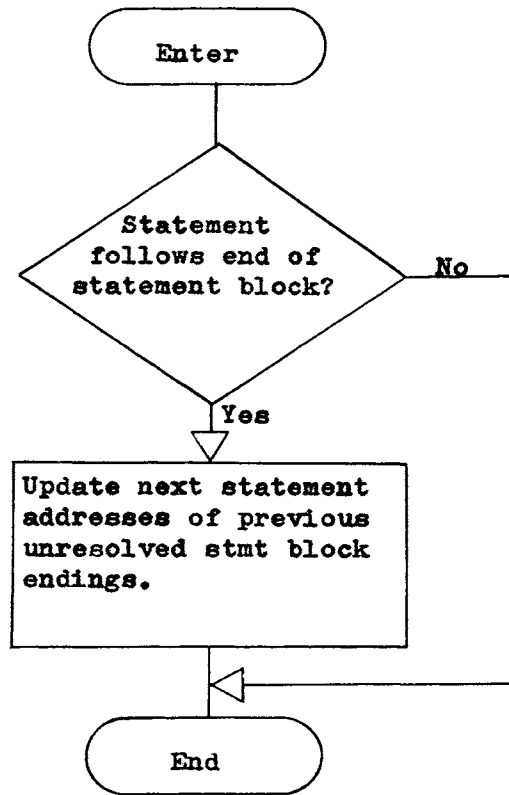 Enter
Statement
follows end of
statement block?
No
Yes
Update next statement
addresses of previous
unresolved stmt block
endings.
End